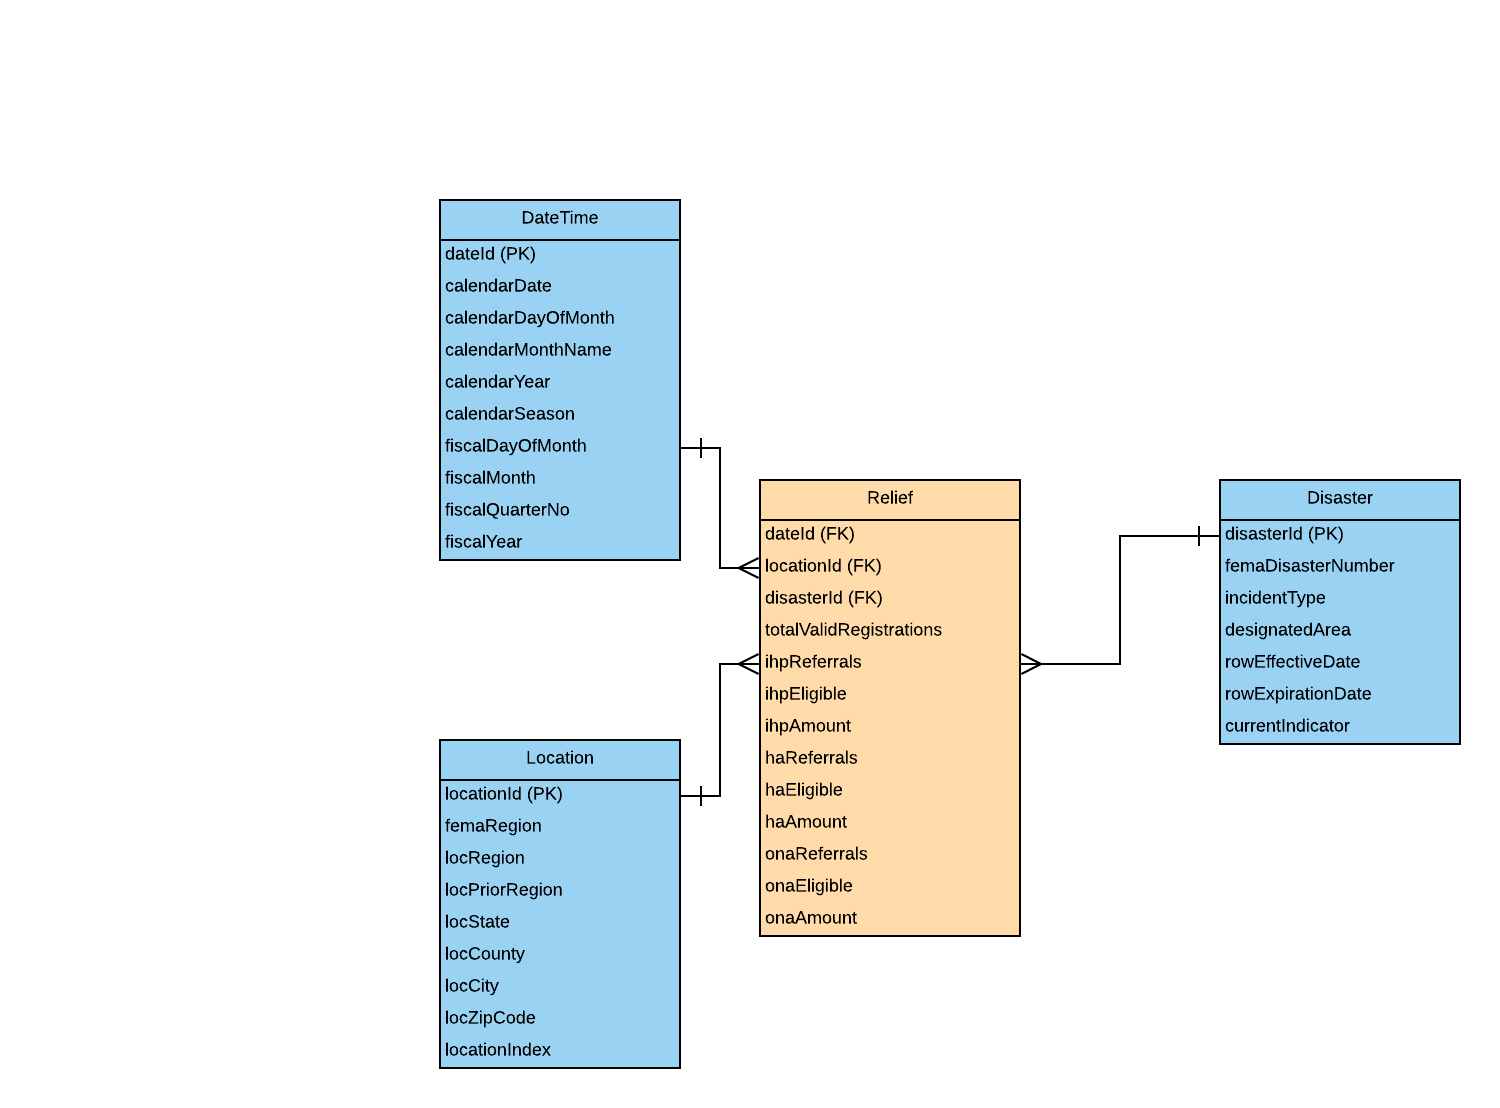 DateTime
dateId (PK)
calendarDate
calendarDayOfMonth
calendarMonthName
calendarYear
calendarSeason
fiscalDayOfMonth
fiscalMonth
fiscalQuarterNo
fiscalYear
Location
locationId (PK)
femaRegion
locRegion
locPriorRegion
locState
locCounty
locCity
locZipCode
locationIndex
Relief
dateId (FK)
locationId (FK)
disasterId (FK)
totalValidRegistrations
ihpReferrals
ihpEligible
ihpAmount
haReferrals
haEligible
haAmount
onaReferrals
onaEligible
onaAmount
Disaster
disasterId (PK)
femaDisasterNumber
incidentType
designatedArea
rowEffectiveDate
rowExpirationDate
currentIndicator